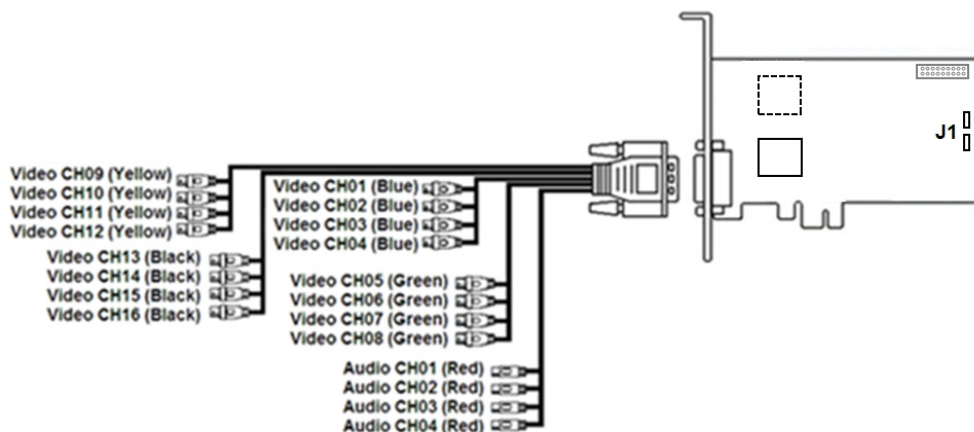 J1
Video CH09 (Yellow)
Video CH10 (Yellow)
Video CH11 (Yellow)
Video CH12 (Yellow)
Video CH01 (Blue)
Video CH02 (Blue)
Video CH03 (Blue)
Video CH04 (Blue)
Video CH13 (Black)
Video CH14 (Black)
Video CH15 (Black)
Video CH16 (Black)
Video CH05 (Green)
Video CH06 (Green)
Video CH07 (Green)
Video CH08 (Green)
Audio CH01 (Red)
Audio CH02 (Red)
Audio CH03 (Red)
Audio CH04 (Red)